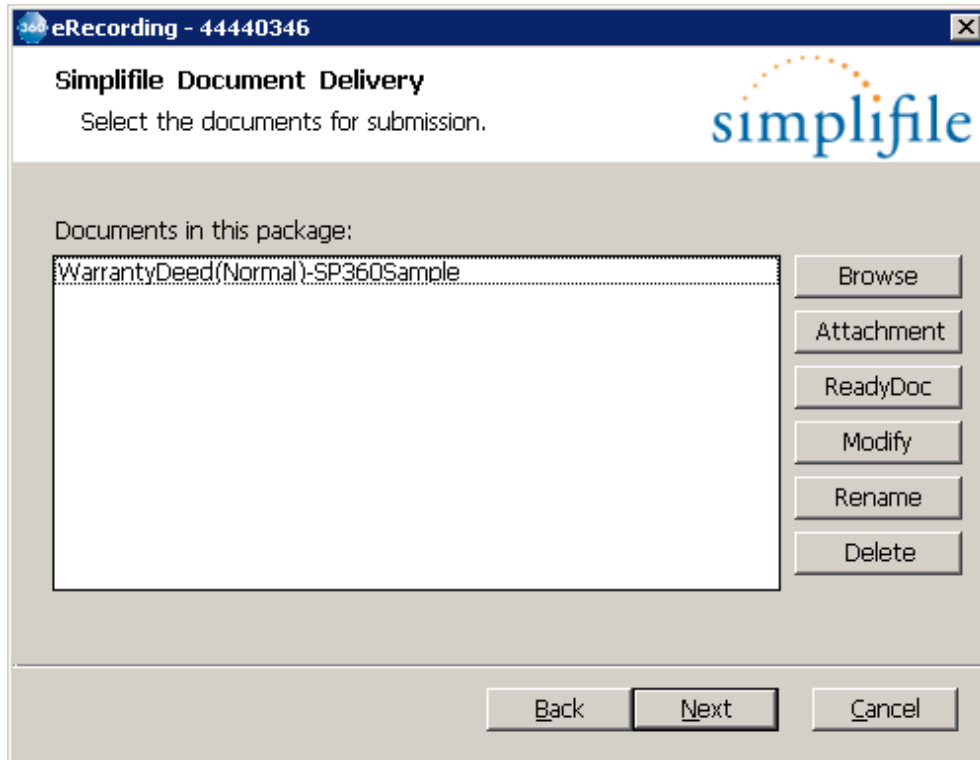 360 eRecording - 44440346
Simplifile Document Delivery
Select the documents for submission.
simplifile
Documents in this package:
WarrantyDeed(Normal)-SP360Sample
Browse
Attachment
ReadyDoc
Modify
Rename
Delete
Back
Next
Cancel